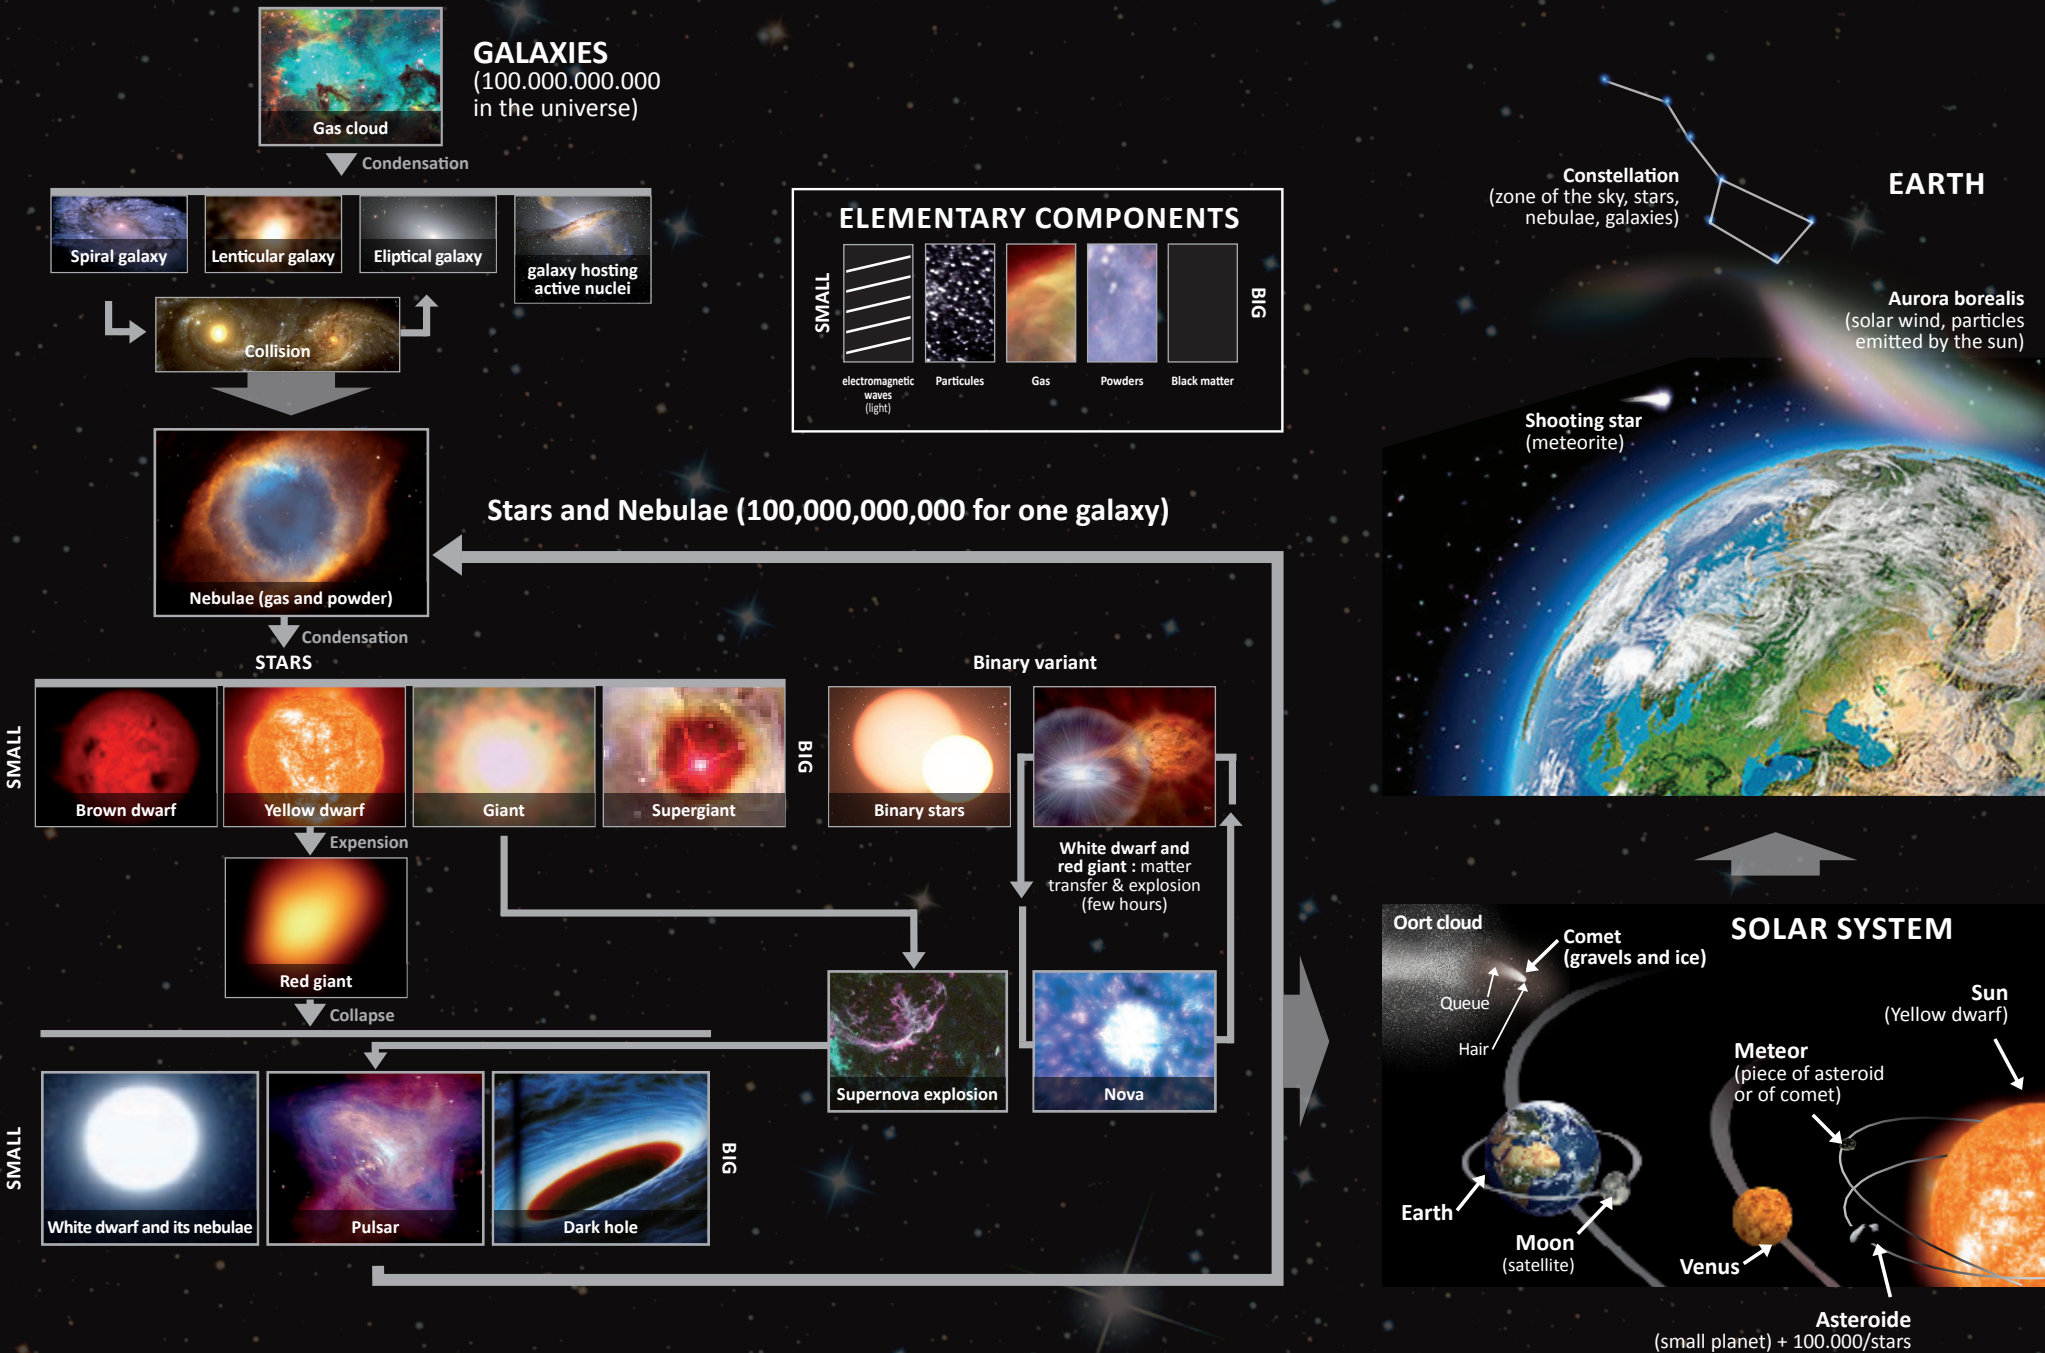 GALAXIES
(100.000.000.000
in the universe)
Gas cloud
Condensation
Spiral galaxy
Lenticular galaxy
Eliptical galaxy
galaxy hosting
active nuclei
Collision
ELEMENTARY COMPONENTS
SMALL
BIG
electromagnetic
waves
(light)
Particules
Gas
Powders
Black matter
Stars and Nebulae (100,000,000,000 for one galaxy)
Nebulae (gas and powder)
Condensation
STARS
SMALL
BIG
Brown dwarf
Yellow dwarf
Giant
Supergiant
Binary variant
Binary stars
White dwarf and
red giant : matter
transfer & explosion
(few hours)
Expension
Red giant
Collapse
Supernova explosion
Nova
SMALL
BIG
White dwarf and its nebulae
Pulsar
Dark hole
EARTH
Constellation
(zone of the sky, stars,
nebulae, galaxies)
Aurora borealis
(solar wind, particles
emitted by the sun)
Shooting star
(meteorite)
SOLAR SYSTEM
Oort cloud
Comet
(gravels and ice)
Queue
Hair
Sun
(Yellow dwarf)
Meteor
(piece of asteroid
or of comet)
Earth
Moon
(satellite)
Venus
Asteroide
(small planet) + 100.000/stars